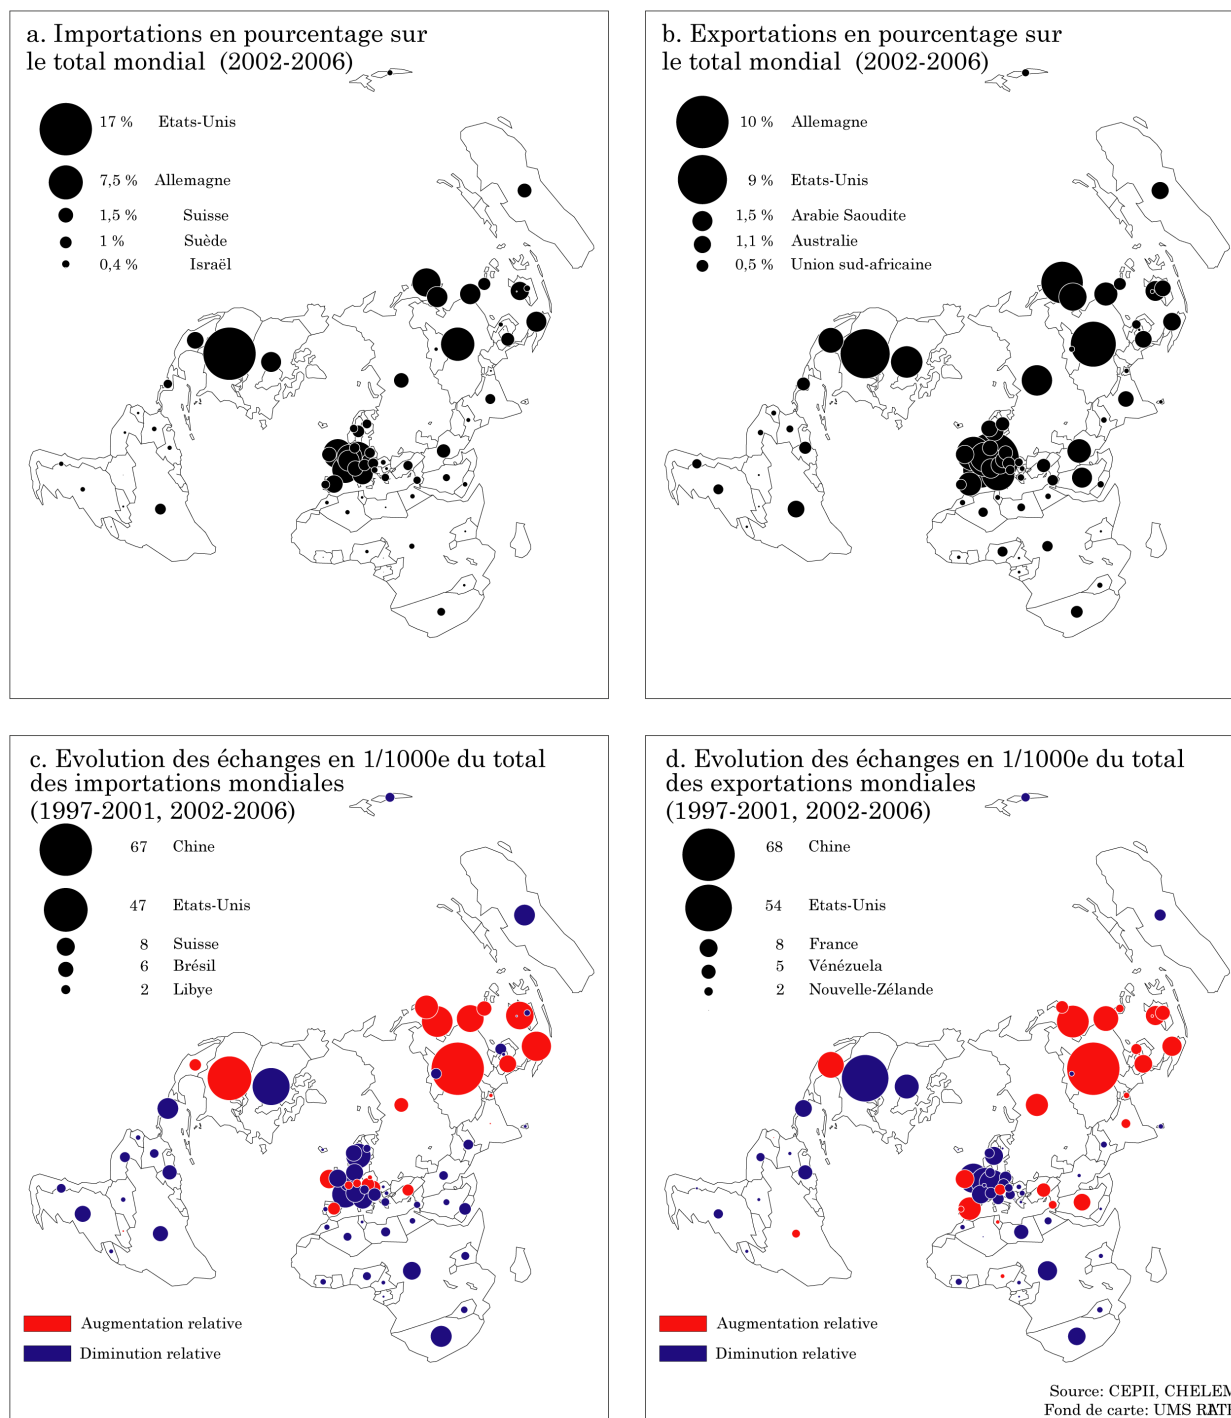 a. Importations en pourcentage sur
le total mondial (2002-2006)
17 % Etats-Unis
7,5 % Allemagne
1,5 % Suisse
1 % Suède
0,4 % Israël
b. Exportations en pourcentage sur
le total mondial (2002-2006)
10 % Allemagne
9 % Etats-Unis
1,5 % Arabie Saoudite
1,1 % Australie
0,5 % Union sud-africaine
c. Evolution des échanges en 1/1000e du total
des importations mondiales
(1997-2001, 2002-2006)
67 Chine
47 Etats-Unis
8 Suisse
6 Brésil
2 Libye
Augmentation relative
Diminution relative
d. Evolution des échanges en 1/1000e du total
des exportations mondiales
(1997-2001, 2002-2006)
68 Chine
54 Etats-Unis
8 France
5 Vénézuela
2 Nouvelle-Zélande
Augmentation relative
Diminution relative
Source: CEPII, CHELEM
Fond de carte: UMS